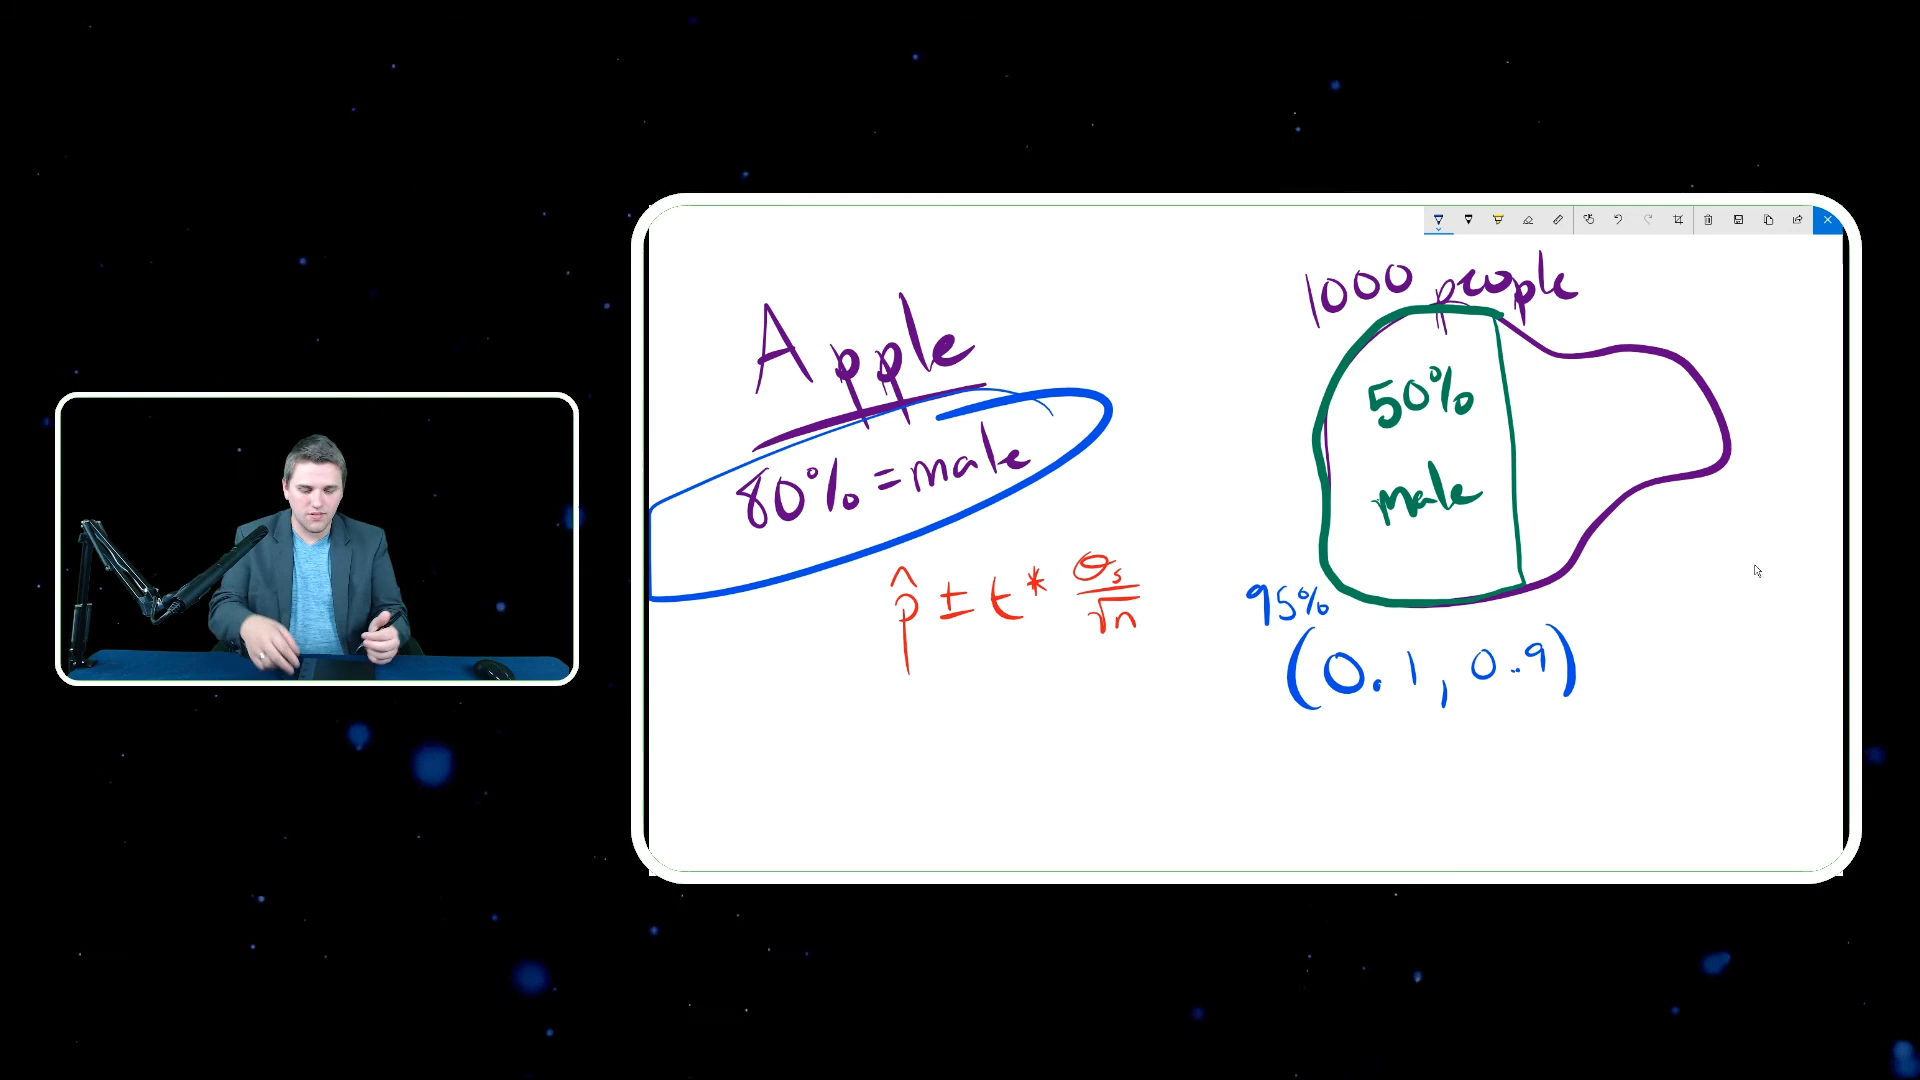 Apple
80% = male
p̂ ± t* σs/√n
1000 people
50%
male
95%
(0.1, 0..9)